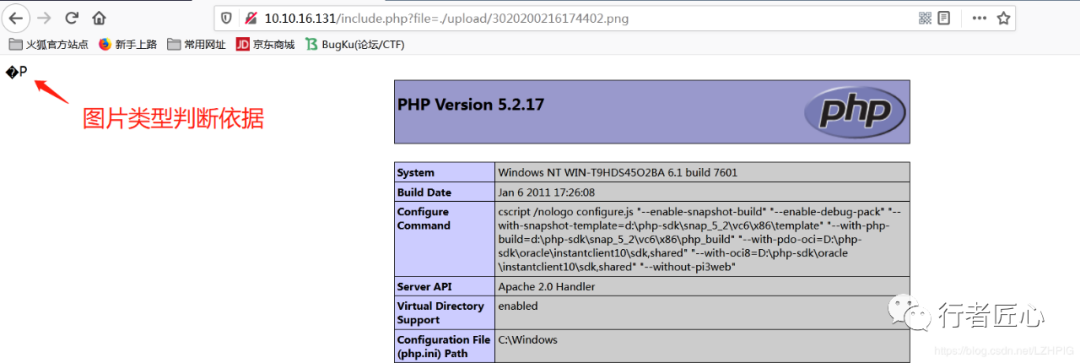 10.10.16.131/include.php?file=./upload/3020200216174402.png
火狐官方站点 新手上路 常用网址 JD 京东商城 BugKu(论坛/CTF)
�P
图片类型判断依据
PHP Version 5.2.17
php
System Windows NT WIN-T9HDS45O2BA 6.1 build 7601
Build Date Jan 6 2011 17:26:08
Configure Command cscript /nologo configure.js "--enable-snapshot-build" "--enable-debug-pack" "--
with-snapshot-template=d:\php-sdk\snap_5_2\vc6\x86\template" "--with-php-
build=d:\php-sdk\snap_5_2\vc6\x86\php_build" "--with-pdo-oci=D:\php-
sdk\oracle\instantclient10\sdk,shared" "--with-oci8=D:\php-sdk\oracle
\instantclient10\sdk,shared" "--without-pi3web"
Server API Apache 2.0 Handler
Virtual Directory Support enabled
Configuration File (php.ini) Path C:\Windows
行者匠心
https://blog.csdn.net/LZHPIG